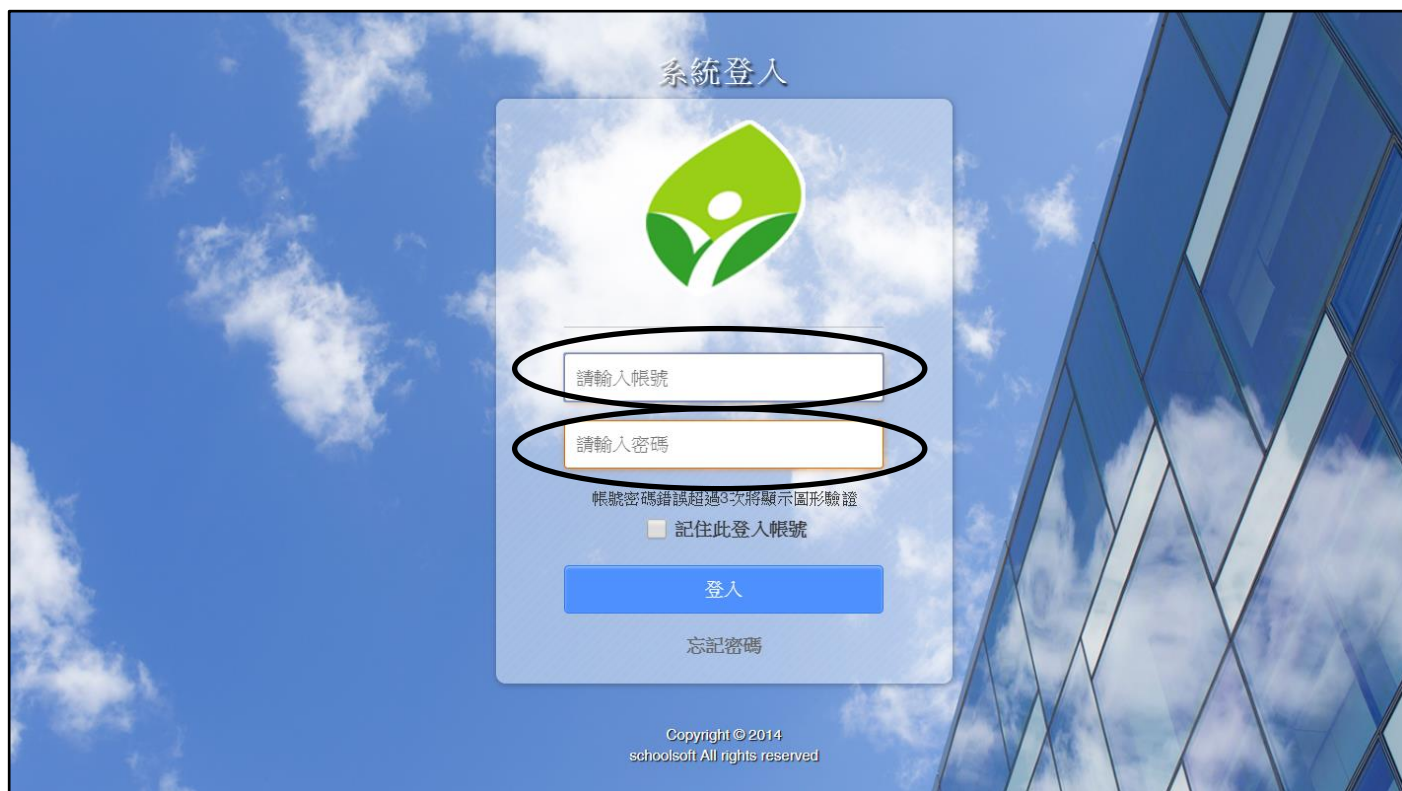 系統登入
請輸入帳號
請輸入密碼
帳號密碼錯誤超過3次將顯示圖形驗證
記住此登入帳號
登入
忘記密碼
Copyright © 2014
schoolsoft All rights reserved